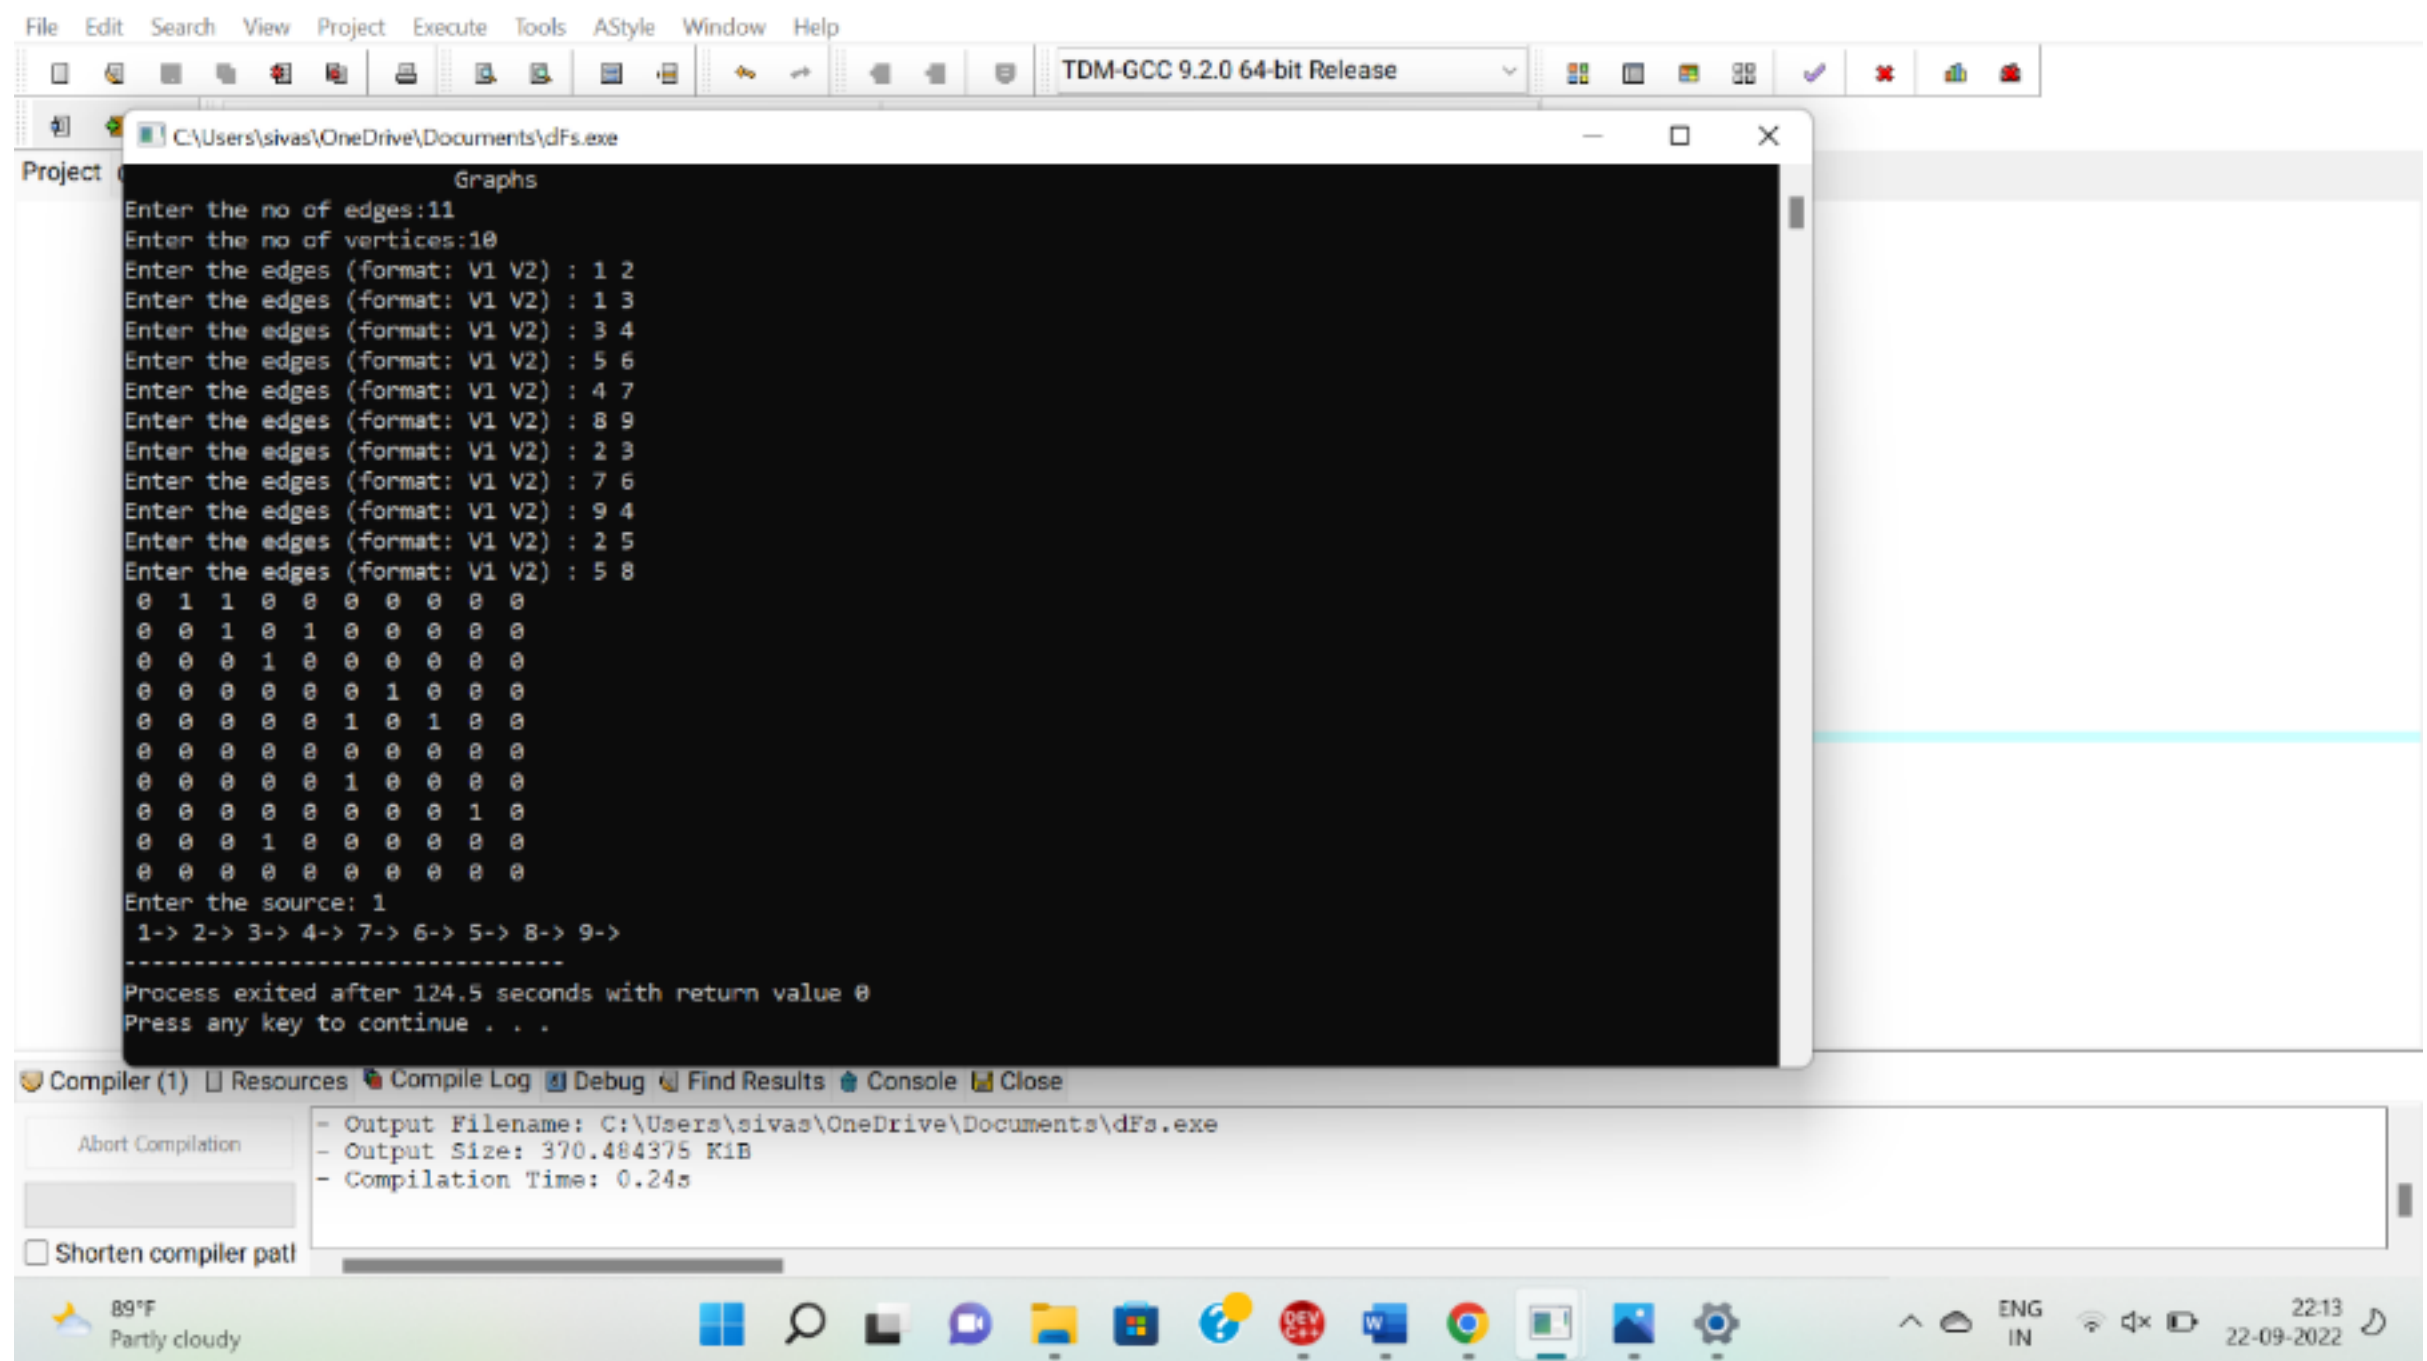 File Edit Search View Project Execute Tools AStyle Window Help
TDM-GCC 9.2.0 64-bit Release
C:\Users\sivas\OneDrive\Documents\dFs.exe
Project
Graphs
Enter the no of edges:11
Enter the no of vertices:10
Enter the edges (format: V1 V2) : 1 2
Enter the edges (format: V1 V2) : 1 3
Enter the edges (format: V1 V2) : 3 4
Enter the edges (format: V1 V2) : 5 6
Enter the edges (format: V1 V2) : 4 7
Enter the edges (format: V1 V2) : 8 9
Enter the edges (format: V1 V2) : 2 3
Enter the edges (format: V1 V2) : 7 6
Enter the edges (format: V1 V2) : 9 4
Enter the edges (format: V1 V2) : 2 5
Enter the edges (format: V1 V2) : 5 8
0 1 1 0 0 0 0 0 0 0
0 0 1 0 1 0 0 0 0 0
0 0 0 1 0 0 0 0 0 0
0 0 0 0 0 0 1 0 0 0
0 0 0 0 0 1 0 1 0 0
0 0 0 0 0 0 0 0 0 0
0 0 0 0 0 1 0 0 0 0
0 0 0 0 0 0 0 0 1 0
0 0 0 1 0 0 0 0 0 0
0 0 0 0 0 0 0 0 0 0
Enter the source: 1
1-> 2-> 3-> 4-> 7-> 6-> 5-> 8-> 9->
--------------------------------
Process exited after 124.5 seconds with return value 0
Press any key to continue . . .
Compiler (1) Resources Compile Log Debug Find Results Console Close
Abort Compilation
- Output Filename: C:\Users\sivas\OneDrive\Documents\dFs.exe
- Output Size: 370.484375 KiB
- Compilation Time: 0.24s
Shorten compiler pat
89°F
Partly cloudy
DEV C++
W
ENG
IN
22:13
22-09-2022